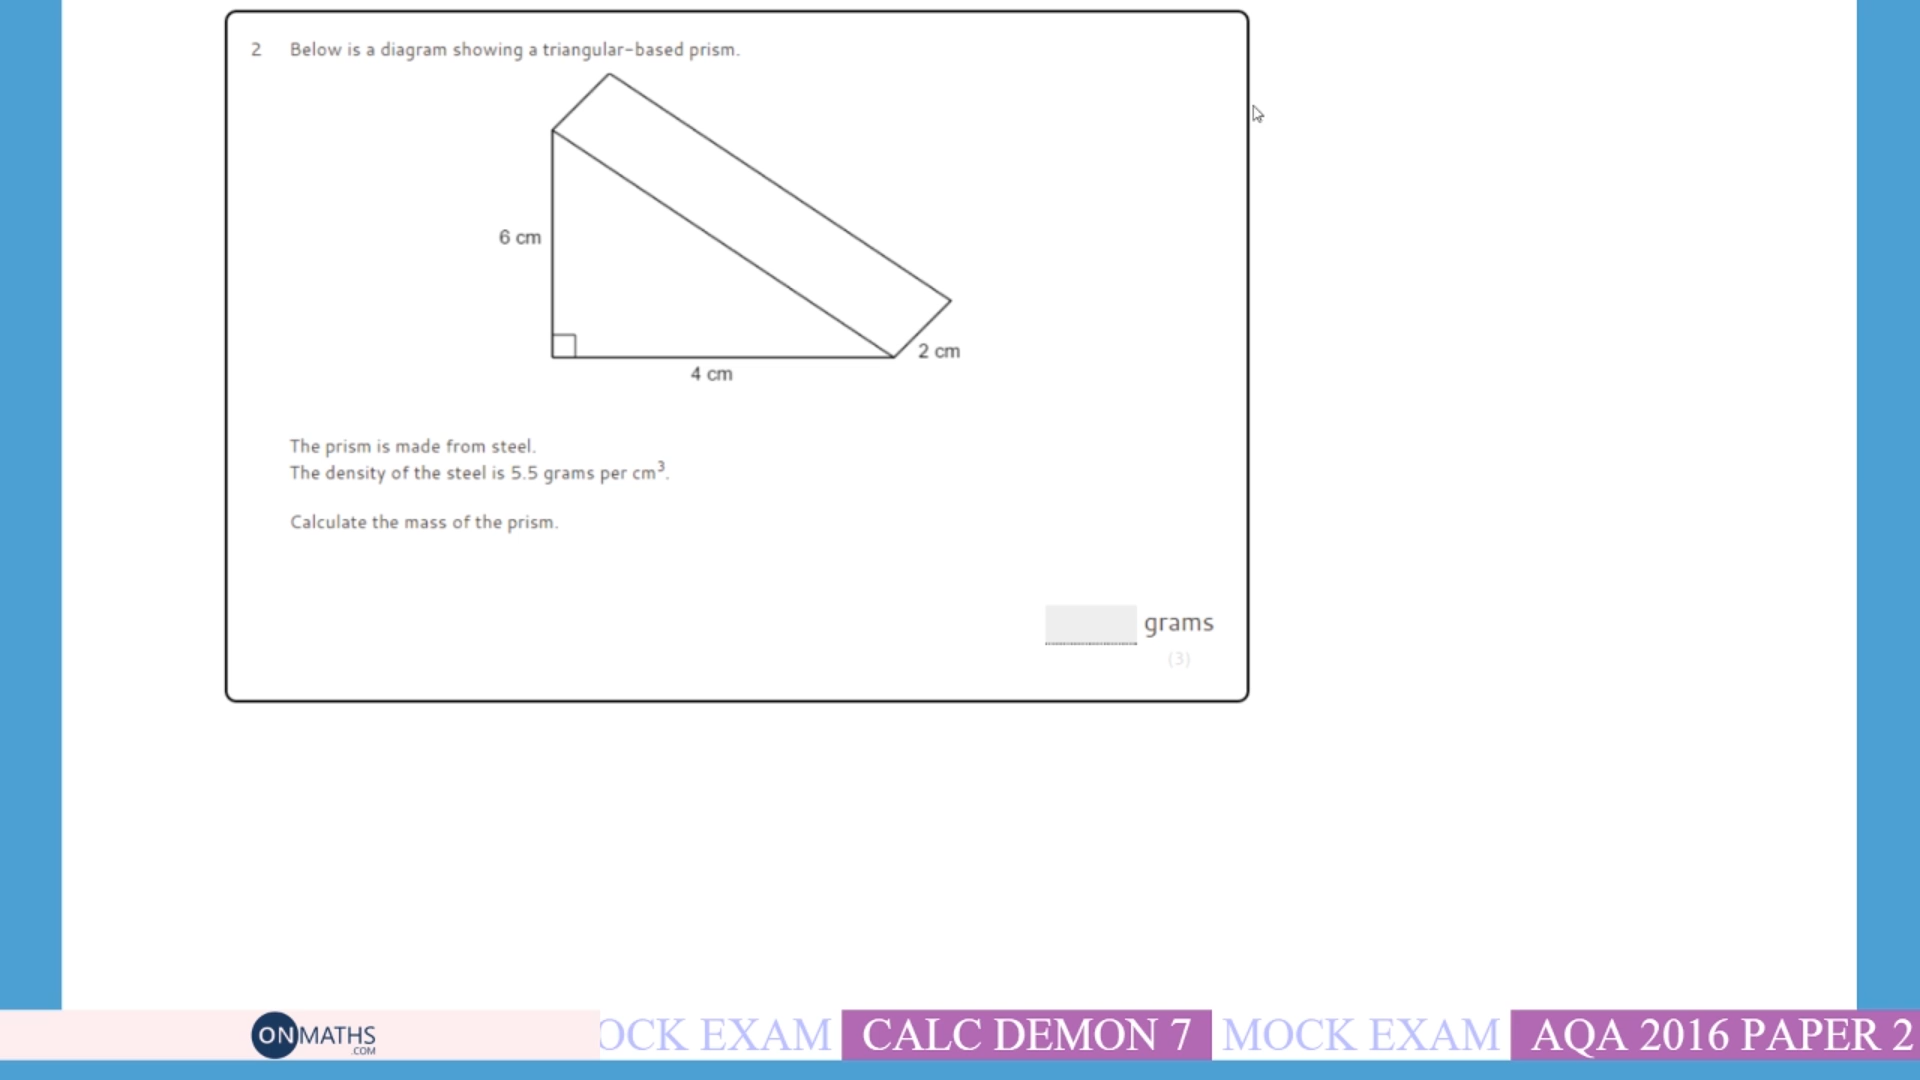 2 Below is a diagram showing a triangular-based prism.
6 cm
2 cm
4 cm
The prism is made from steel.
The density of the steel is 5.5 grams per cm³.
Calculate the mass of the prism.
grams
(3)
ONMATHS
.COM
OCK EXAM CALC DEMON 7 MOCK EXAM AQA 2016 PAPER 2